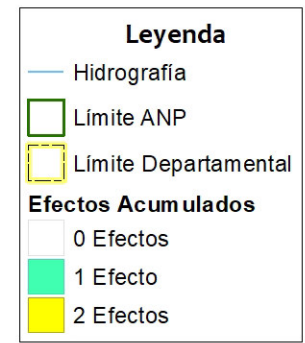 Leyenda
Hidrografía
Límite ANP
Límite Departamental
Efectos Acumulados
0 Efectos
1 Efecto
2 Efectos